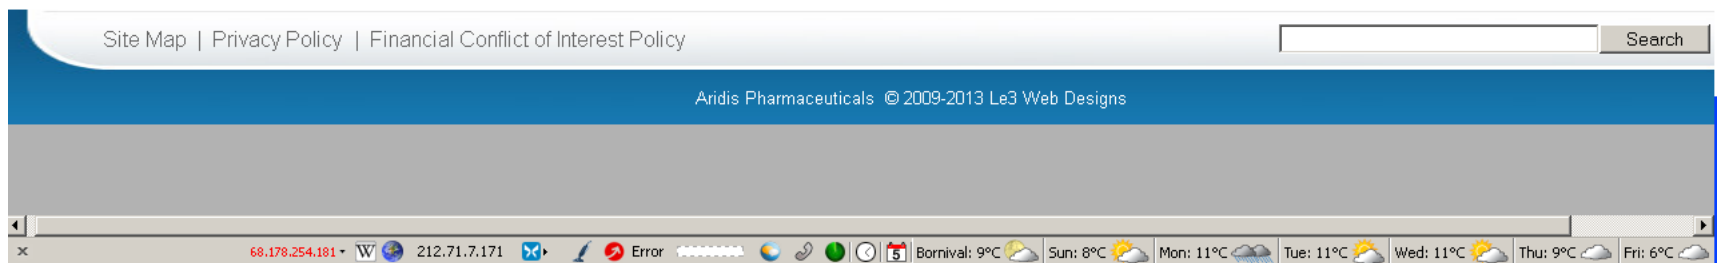 Site Map | Privacy Policy | Financial Conflict of Interest Policy Search
Aridis Pharmaceuticals © 2009-2013 Le3 Web Designs
68.178.254.181 W 212.71.7.171 Error 5 Bornival: 9°C Sun: 8°C Mon: 11°C Tue: 11°C Wed: 11°C Thu: 9°C Fri: 6°C